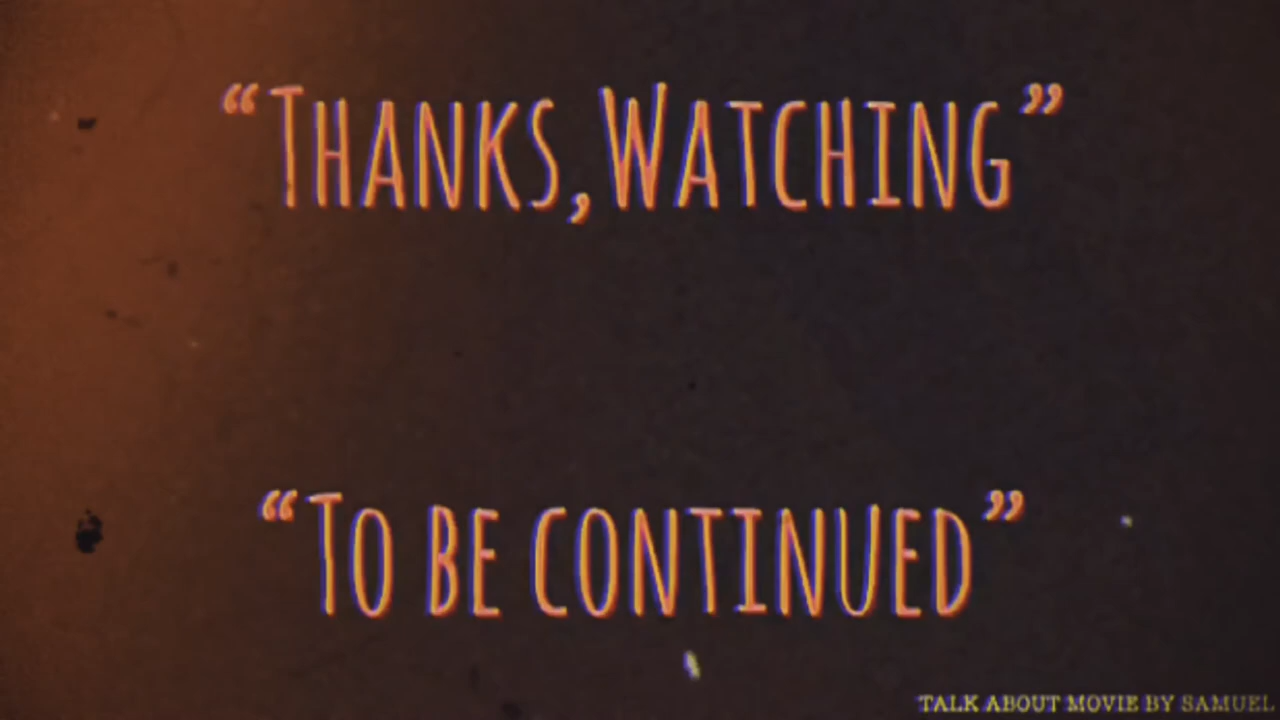 “Thanks,Watching”
“To be continued”
TALK ABOUT MOVIE BY SAMUEL